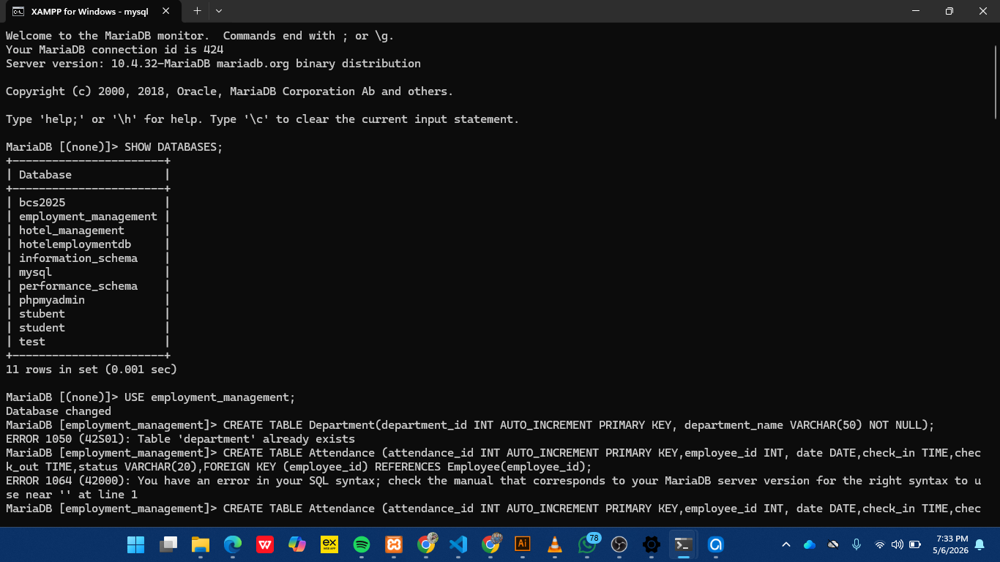 XAMPP for Windows - mysql
Welcome to the MariaDB monitor.  Commands end with ; or \g.
Your MariaDB connection id is 424
Server version: 10.4.32-MariaDB mariadb.org binary distribution
Copyright (c) 2000, 2018, Oracle, MariaDB Corporation Ab and others.
Type 'help;' or '\h' for help. Type '\c' to clear the current input statement.
MariaDB [(none)]> SHOW DATABASES;
+-----------------------+
| Database              |
+-----------------------+
| bcs2025               |
| employment_management |
| hotel_management      |
| hotelemploymentdb     |
| information_schema    |
| mysql                 |
| performance_schema    |
| phpmyadmin            |
| stubent               |
| student               |
| test                  |
+-----------------------+
11 rows in set (0.001 sec)
MariaDB [(none)]> USE employment_management;
Database changed
MariaDB [employment_management]> CREATE TABLE Department(department_id INT AUTO_INCREMENT PRIMARY KEY, department_name VARCHAR(50) NOT NULL);
ERROR 1050 (42S01): Table 'department' already exists
MariaDB [employment_management]> CREATE TABLE Attendance (attendance_id INT AUTO_INCREMENT PRIMARY KEY,employee_id INT, date DATE,check_in TIME,chec
k_out TIME,status VARCHAR(20),FOREIGN KEY (employee_id) REFERENCES Employee(employee_id);
ERROR 1064 (42000): You have an error in your SQL syntax; check the manual that corresponds to your MariaDB server version for the right syntax to u
se near '' at line 1
MariaDB [employment_management]> CREATE TABLE Attendance (attendance_id INT AUTO_INCREMENT PRIMARY KEY,employee_id INT, date DATE,check_in TIME,chec
ex
WEB APP
Ai
78
7:33 PM
5/6/2026